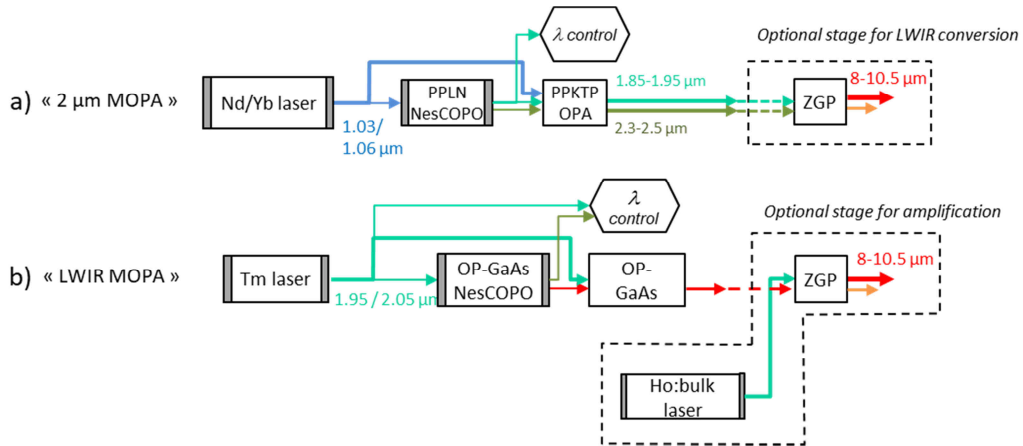 Optional stage for LWIR conversion
λ control
a) « 2 µm MOPA »
Nd/Yb laser
1.03/
1.06 µm
PPLN
NesCOPO
PPKTP
OPA
1.85-1.95 µm
2.3-2.5 µm
ZGP
8-10.5 µm
λ
control
Optional stage for amplification
b) « LWIR MOPA »
Tm laser
1.95 / 2.05 µm
OP-GaAs
NesCOPO
OP-
GaAs
ZGP
8-10.5 µm
Ho:bulk
laser